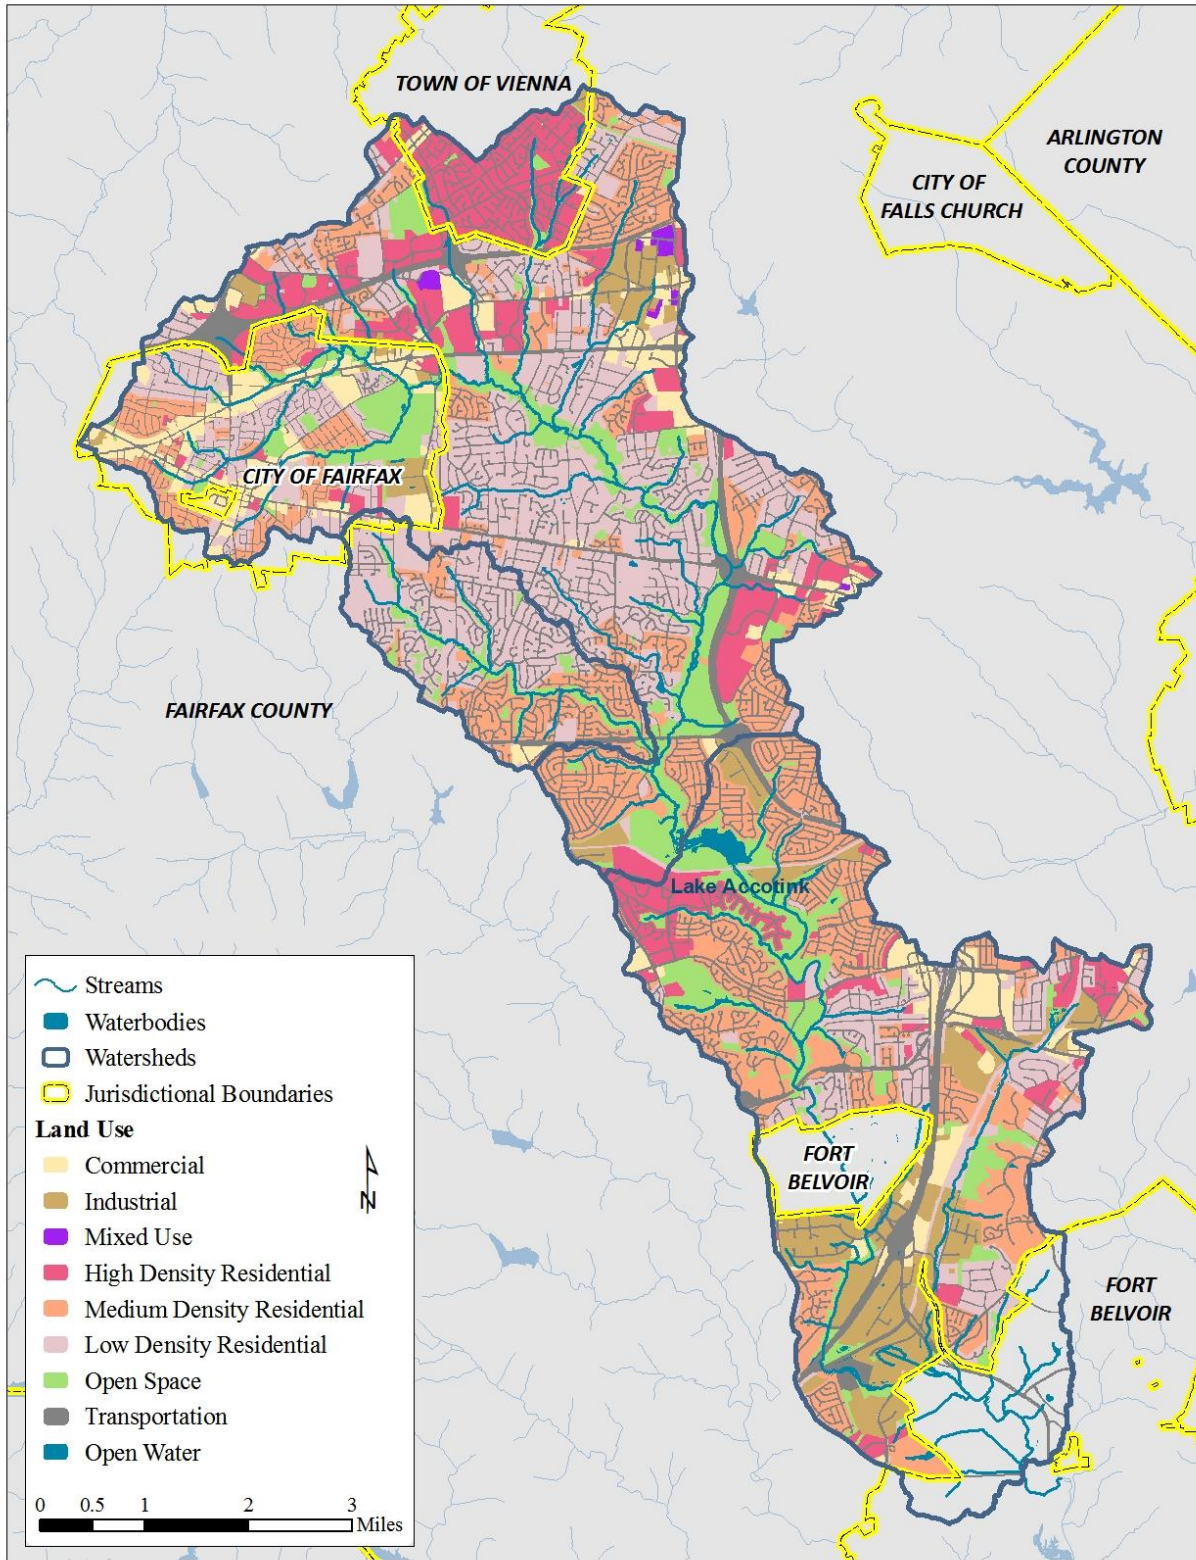 TOWN OF VIENNA
ARLINGTON
COUNTY
CITY OF
FALLS CHURCH
CITY OF FAIRFAX
FAIRFAX COUNTY
Lake Accotink
FORT
BELVOIR
FORT
BELVOIR
Streams
Waterbodies
Watersheds
Jurisdictional Boundaries
Land Use
Commercial
Industrial
Mixed Use
High Density Residential
Medium Density Residential
Low Density Residential
Open Space
Transportation
Open Water
N
0 0.5 1 2 3
Miles